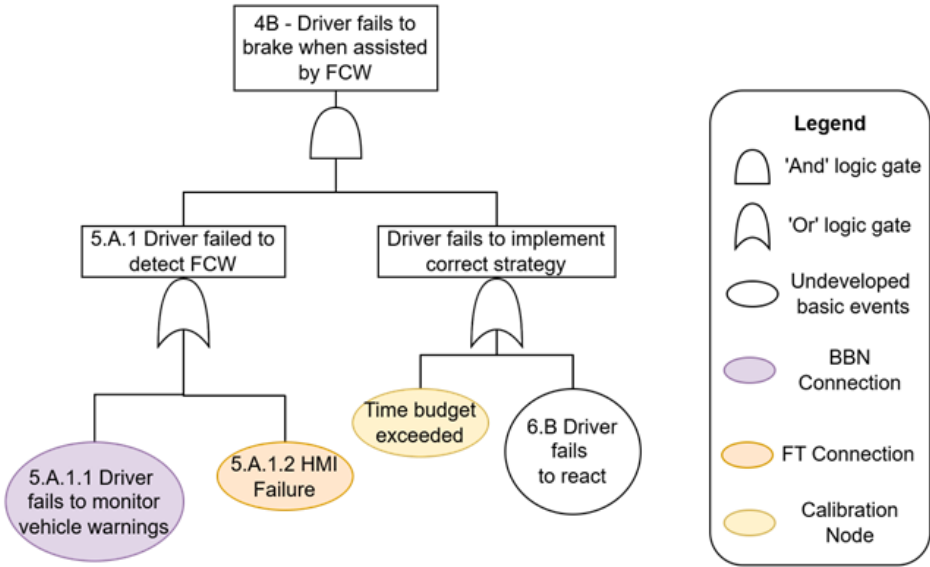 4B - Driver fails to
brake when assisted
by FCW
5.A.1 Driver failed to
detect FCW
Driver fails to implement
correct strategy
5.A.1.1 Driver
fails to monitor
vehicle warnings
5.A.1.2 HMI
Failure
Time budget
exceeded
6.B Driver
fails
to react
Legend
'And' logic gate
'Or' logic gate
Undeveloped
basic events
BBN
Connection
FT Connection
Calibration
Node